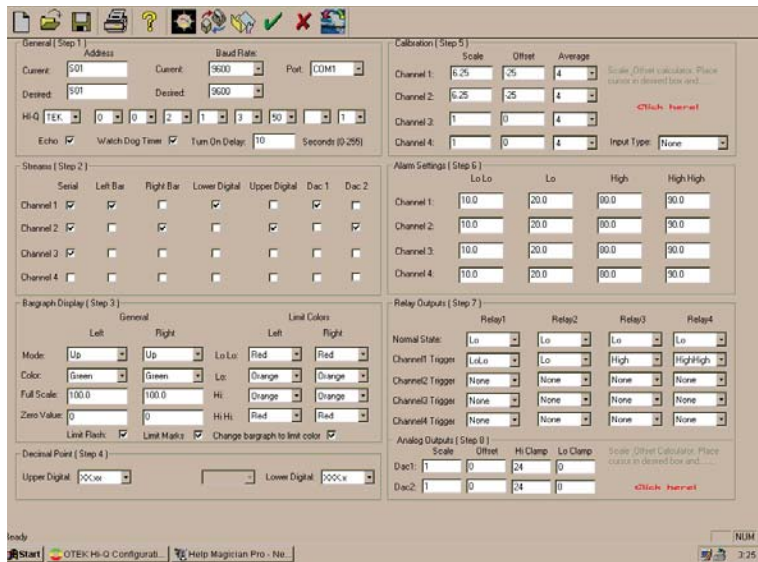 General ( Step 1 )
Address
Baud Rate:
Current: S01 Current: 9600 Port: COM1
Desired: S01 Desired: 9600
Hi-Q TEK 0 0 2 1 3 50 1
Echo Watch Dog Timer Turn On Delay: 10 Seconds (0-255)
Streams ( Step 2 )
Serial Left Bar Right Bar Lower Digital Upper Digital Dac 1 Dac 2
Channel 1
Channel 2
Channel 3
Channel 4
Bargraph Display ( Step 3 )
General Limit Colors
Left Right Left Right
Mode: Up Up Lo Lo: Red Red
Color: Green Green Lo: Orange Orange
Full Scale: 100.0 100.0 Hi: Orange Orange
Zero Value: 0 0 Hi Hi: Red Red
Limit Flash: Limit Marks Change bargraph to limit color
Decimal Point ( Step 4 )
Upper Digital: XX.xx Lower Digital: XXX.x
Calibration ( Step 5 )
Scale Offset Average
Channel 1: 6.25 -25 4
Channel 2: 6.25 -25 4
Channel 3: 1 0 4
Channel 4: 1 0 4
Scale ,Offset calculator. Place
cursor in desired box and......
Click here!
Input Type: None
Alarm Settings ( Step 6 )
Lo Lo Lo High High High
Channel 1: 10.0 20.0 80.0 90.0
Channel 2: 10.0 20.0 80.0 90.0
Channel 3: 10.0 20.0 80.0 90.0
Channel 4: 10.0 20.0 80.0 90.0
Relay Outputs ( Step 7 )
Relay1 Relay2 Relay3 Relay4
Normal State: Lo Lo Lo Lo
Channel1 Trigger LoLo Lo High HighHigh
Channel2 Trigger None None None None
Channel3 Trigger None None None None
Channel4 Trigger None None None None
Analog Outputs ( Step 8 )
Scale Offset Hi Clamp Lo Clamp
Dac1: 1 0 24 0
Dac2: 1 0 24 0
Scale ,Offset Calculator. Place
cursor in desired box and......
Click here!
Ready NUM
Start OTEK Hi-Q Configurati... Help Magician Pro - Ne... 3:25